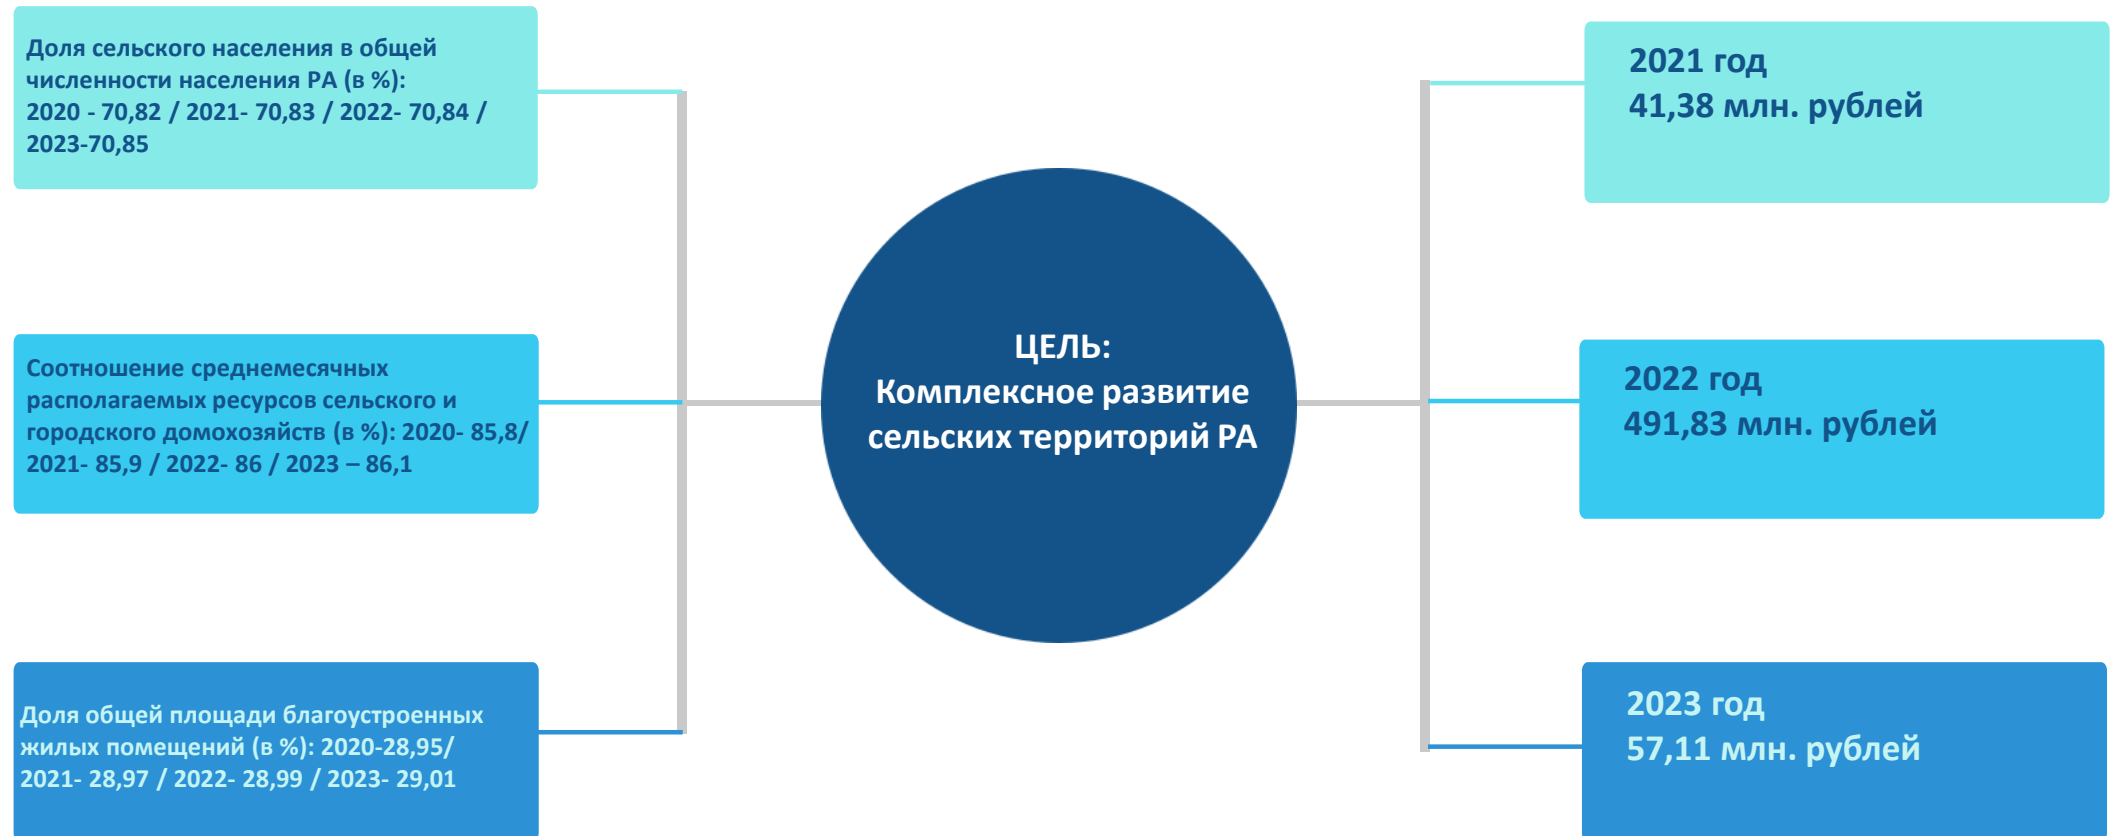 Доля сельского населения в общей
численности населения РА (в %):
2020 - 70,82 / 2021- 70,83 / 2022- 70,84 /
2023-70,85
Соотношение среднемесячных
располагаемых ресурсов сельского и
городского домохозяйств (в %): 2020- 85,8/
2021- 85,9 / 2022- 86 / 2023 – 86,1
Доля общей площади благоустроенных
жилых помещений (в %): 2020-28,95/
2021- 28,97 / 2022- 28,99 / 2023- 29,01
ЦЕЛЬ:
Комплексное развитие
сельских территорий РА
2021 год
41,38 млн. рублей
2022 год
491,83 млн. рублей
2023 год
57,11 млн. рублей